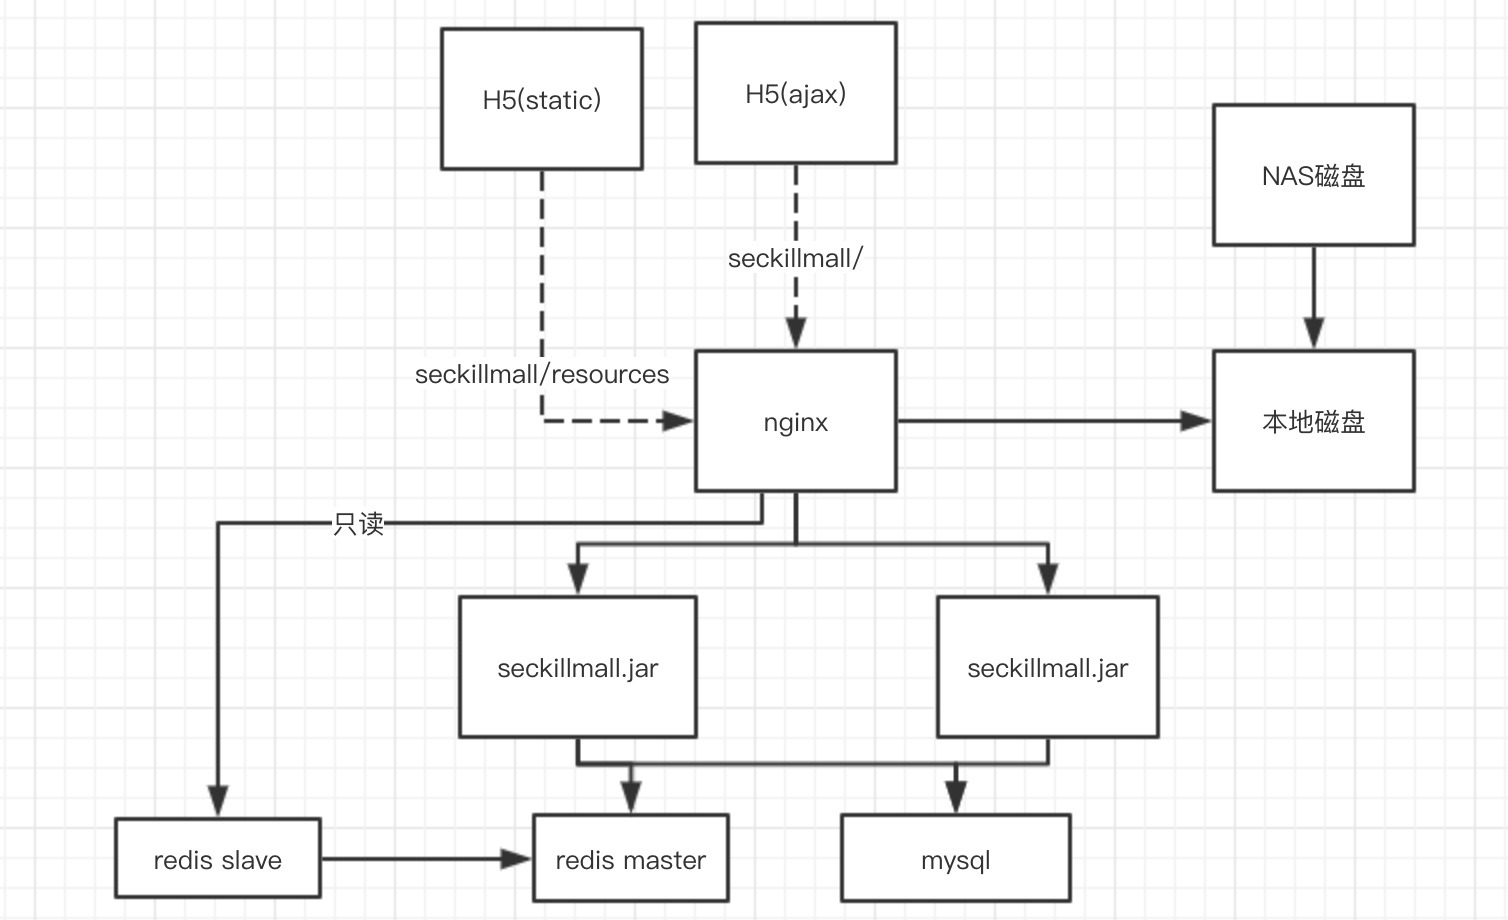 H5(static)
H5(ajax)
NAS磁盘
seckillmall/
seckillmall/resources
nginx
本地磁盘
只读
seckillmall.jar
seckillmall.jar
redis slave
redis master
mysql